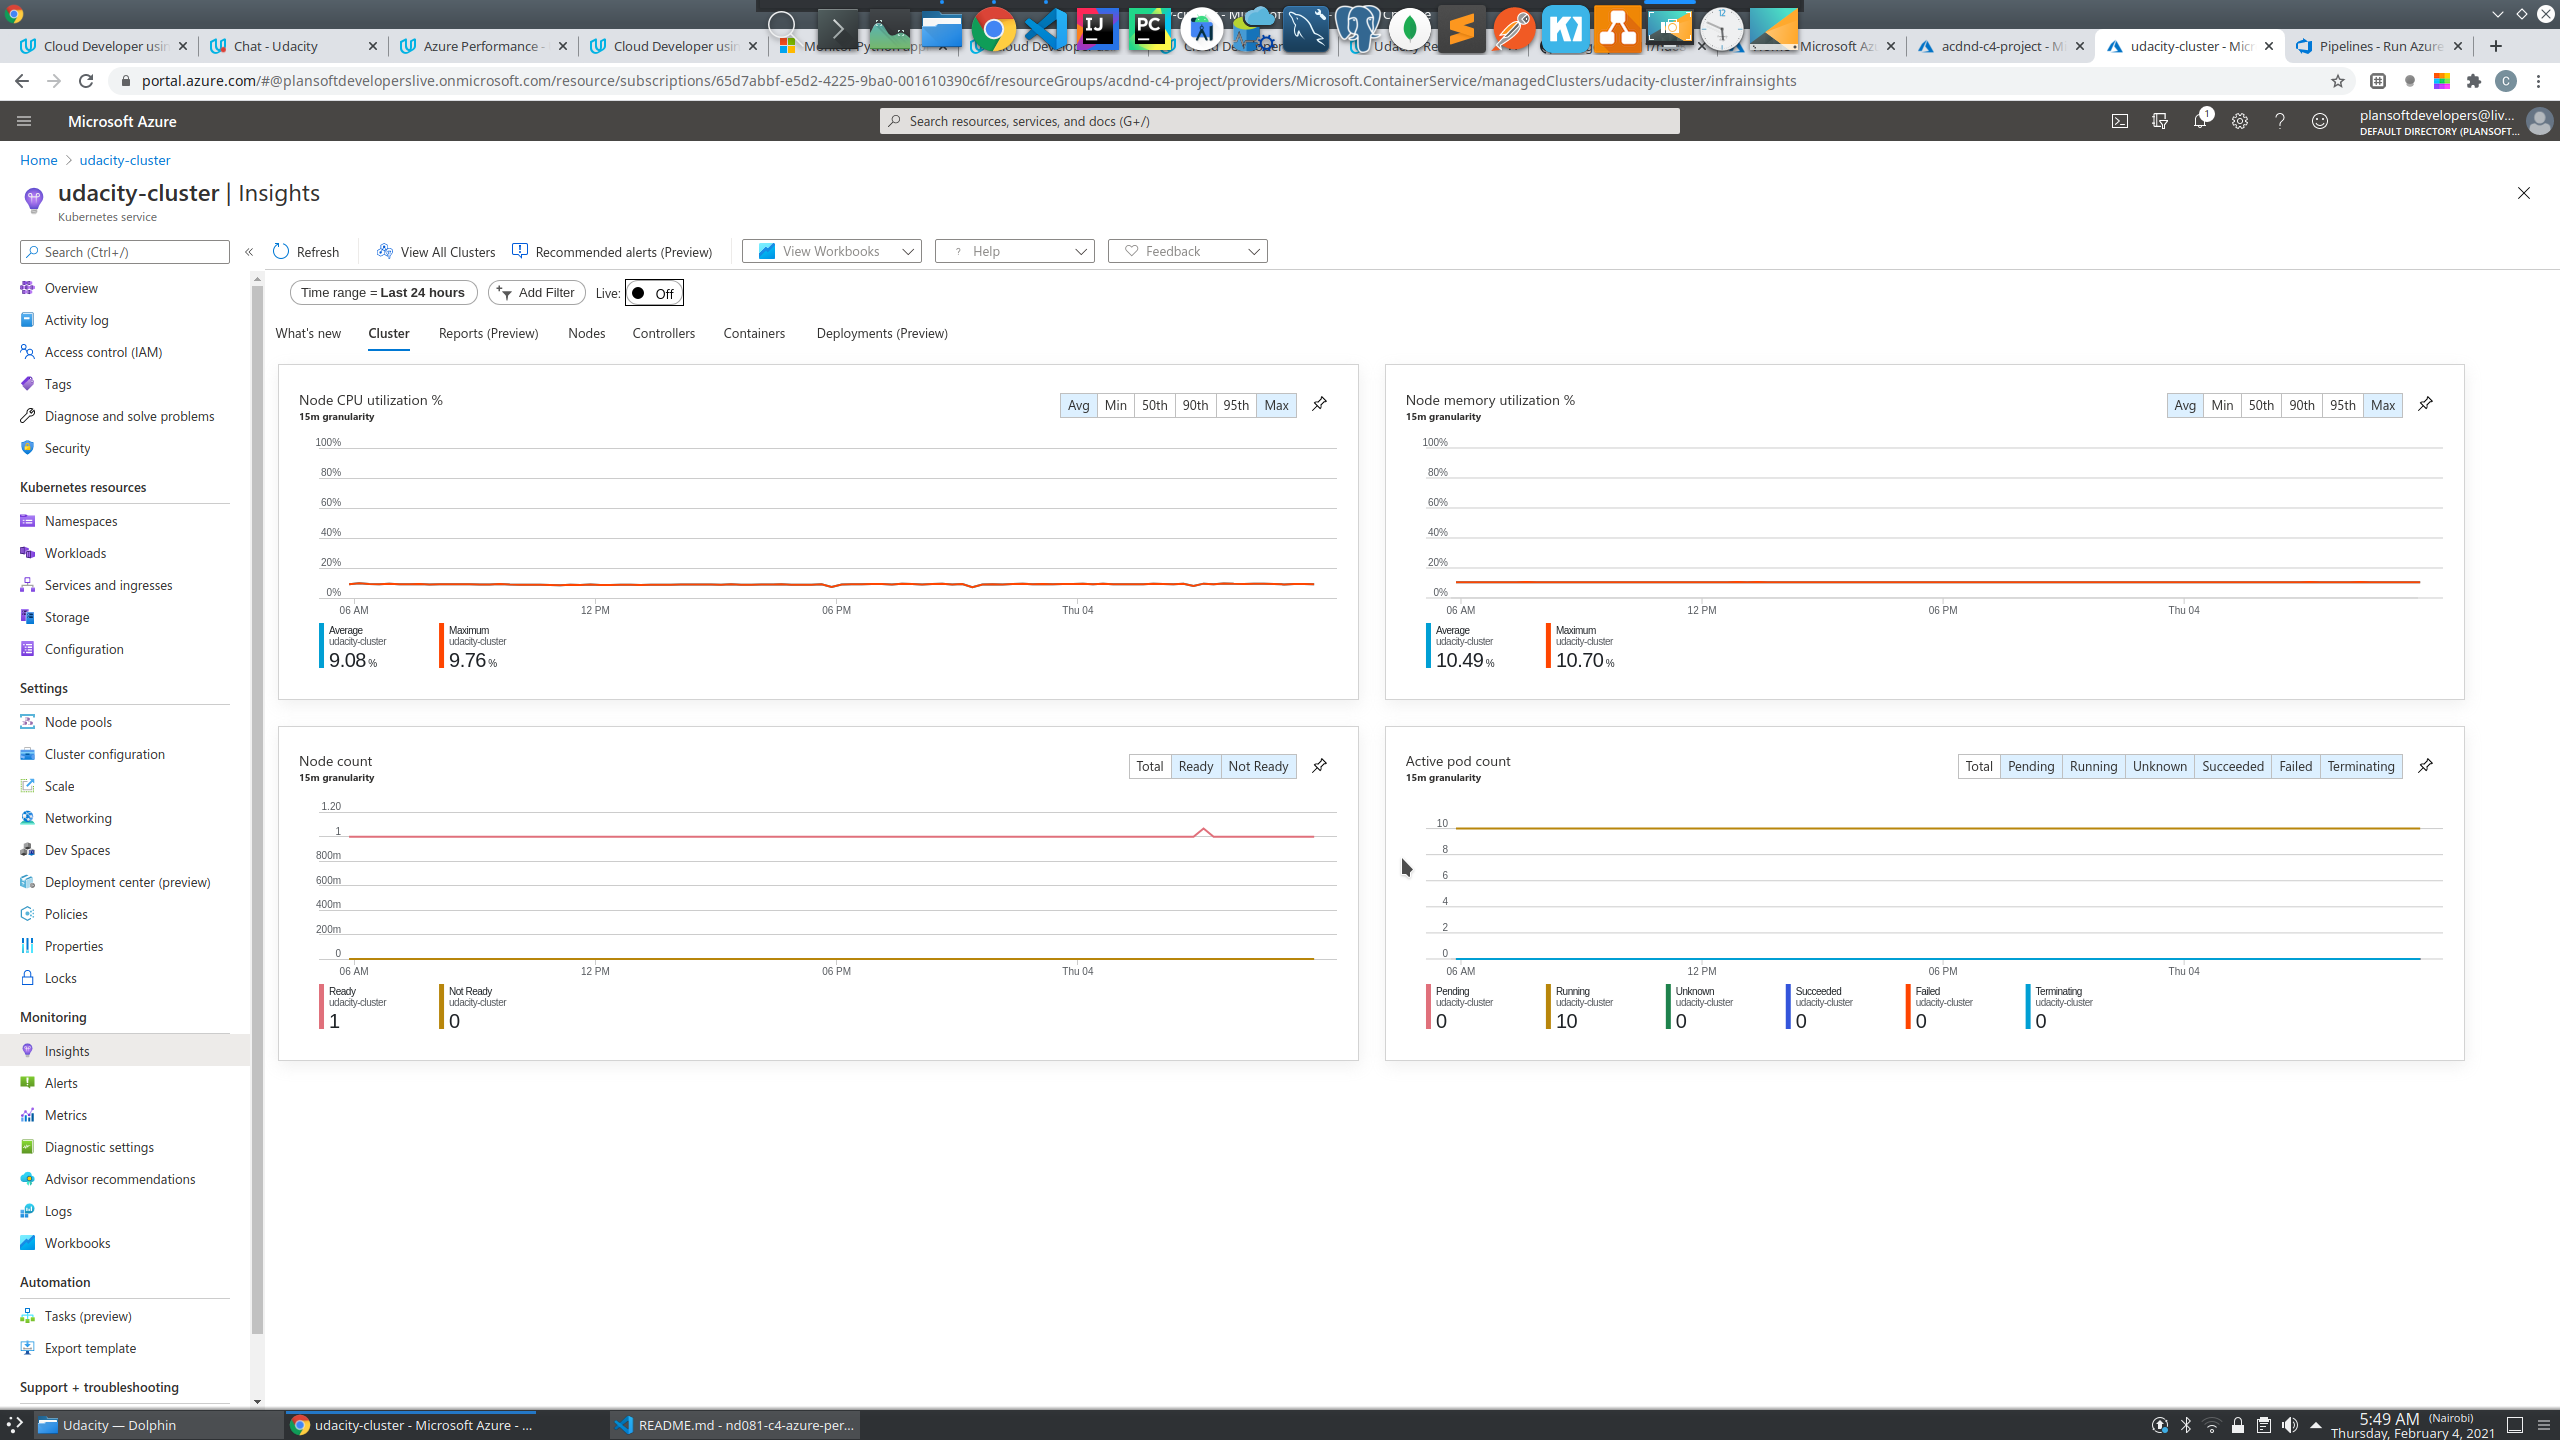 Cloud Developer usin
Chat - Udacity
Azure Performance -
Cloud Developer usin
acdnd-c4-project - Mi
udacity-cluster - Micr
Pipelines - Run Azure
portal.azure.com/#@plansoftdeveloperslive.onmicrosoft.com/resource/subscriptions/65d7abbf-e5d2-4225-9ba0-001610390c6f/resourceGroups/acdnd-c4-project/providers/Microsoft.ContainerService/managedClusters/udacity-cluster/infrainsights
Microsoft Azure
Search resources, services, and docs (G+/)
1
plansoftdevelopers@liv...
DEFAULT DIRECTORY (PLANSOFT...
Home > udacity-cluster
udacity-cluster | Insights
Kubernetes service
Search (Ctrl+/)
Refresh
View All Clusters
Recommended alerts (Preview)
View Workbooks
Help
Feedback
Time range = Last 24 hours
Add Filter
Live: Off
What's new
Cluster
Reports (Preview)
Nodes
Controllers
Containers
Deployments (Preview)
Overview
Activity log
Access control (IAM)
Tags
Diagnose and solve problems
Security
Kubernetes resources
Namespaces
Workloads
Services and ingresses
Storage
Configuration
Settings
Node pools
Cluster configuration
Scale
Networking
Dev Spaces
Deployment center (preview)
Policies
Properties
Locks
Monitoring
Insights
Alerts
Metrics
Diagnostic settings
Advisor recommendations
Logs
Workbooks
Automation
Tasks (preview)
Export template
Support + troubleshooting
Node CPU utilization %
15m granularity
Avg Min 50th 90th 95th Max
100%
80%
60%
40%
20%
0%
06 AM 12 PM 06 PM Thu 04
Average
udacity-cluster
9.08 %
Maximum
udacity-cluster
9.76 %
Node memory utilization %
15m granularity
Avg Min 50th 90th 95th Max
100%
80%
60%
40%
20%
0%
06 AM 12 PM 06 PM Thu 04
Average
udacity-cluster
10.49 %
Maximum
udacity-cluster
10.70 %
Node count
15m granularity
Total Ready Not Ready
1.20
1
800m
600m
400m
200m
0
06 AM 12 PM 06 PM Thu 04
Ready
udacity-cluster
1
Not Ready
udacity-cluster
0
Active pod count
15m granularity
Total Pending Running Unknown Succeeded Failed Terminating
10
8
6
4
2
0
06 AM 12 PM 06 PM Thu 04
Pending
udacity-cluster
0
Running
udacity-cluster
10
Unknown
udacity-cluster
0
Succeeded
udacity-cluster
0
Failed
udacity-cluster
0
Terminating
udacity-cluster
0
Udacity — Dolphin
udacity-cluster - Microsoft Azure - ...
README.md - nd081-c4-azure-per...
5:49 AM (Nairobi)
Thursday, February 4, 2021